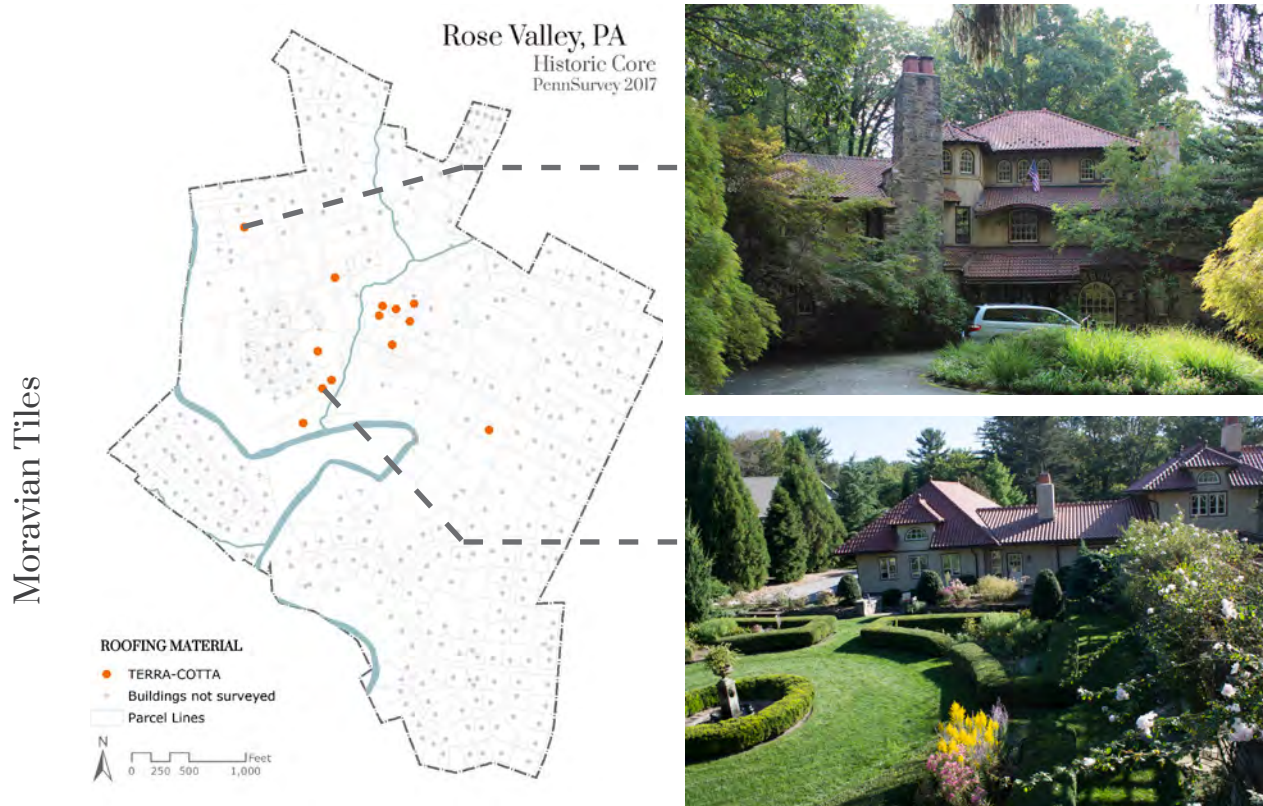 Rose Valley, PA
Historic Core
PennSurvey 2017
Moravian Tiles
ROOFING MATERIAL
TERRA-COTTA
Buildings not surveyed
Parcel Lines
N
Feet
0 250 500 1,000